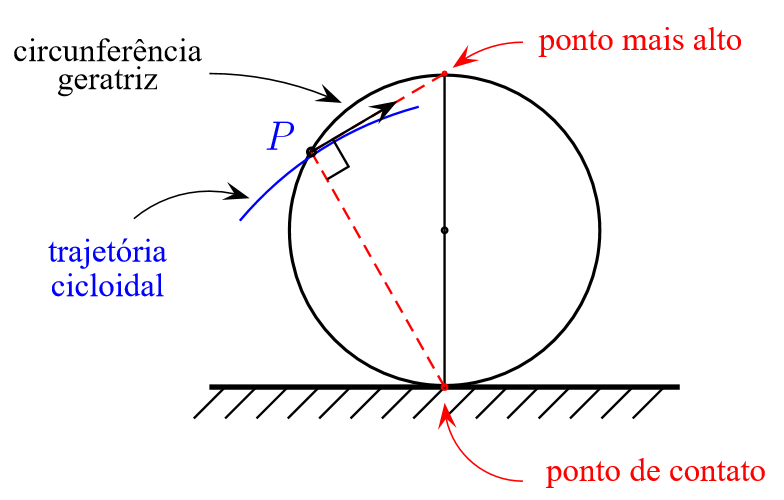 circunferência
geratriz
ponto mais alto
P
trajetória
cicloidal
ponto de contato